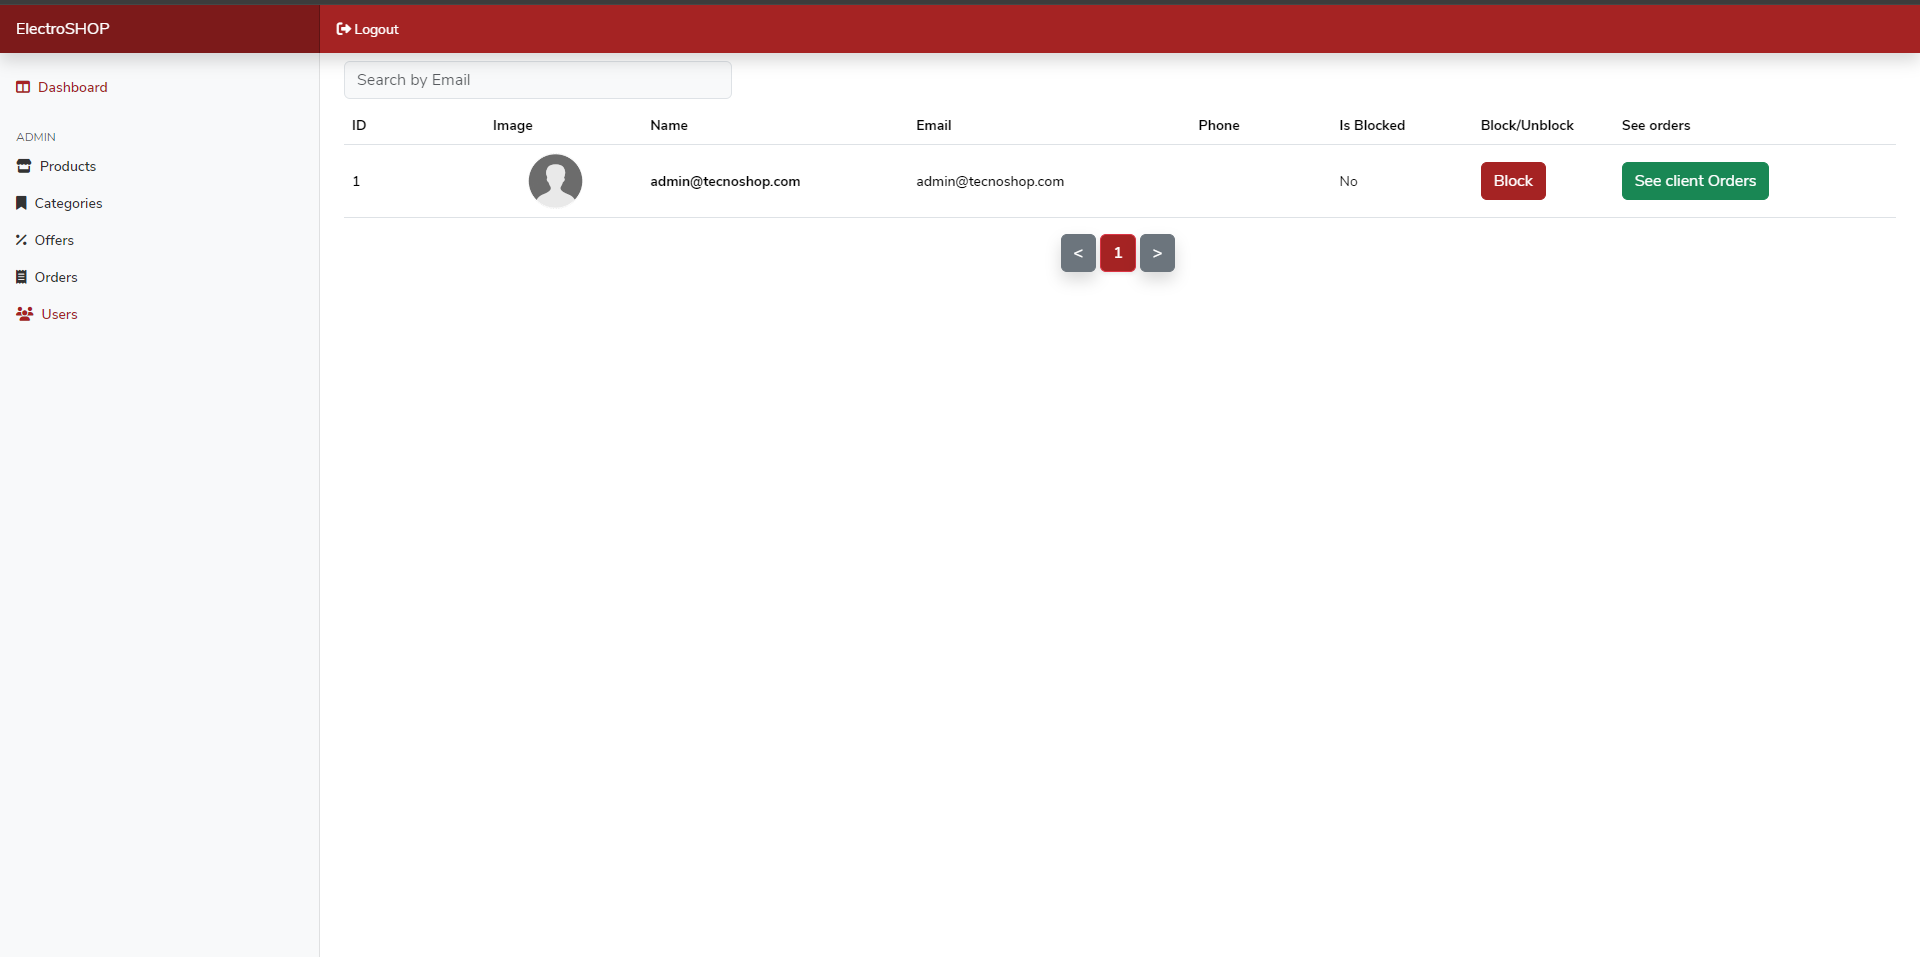 ElectroSHOP
Logout
Dashboard
ADMIN
Products
Categories
Offers
Orders
Users
Search by Email
ID Image Name Email Phone Is Blocked Block/Unblock See orders
1 admin@tecnoshop.com admin@tecnoshop.com No Block See client Orders
< 1 >